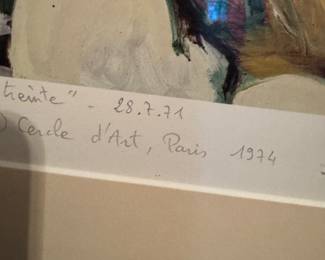 treinte" - 28.7.71
) Cercle d'Art, Paris 1974